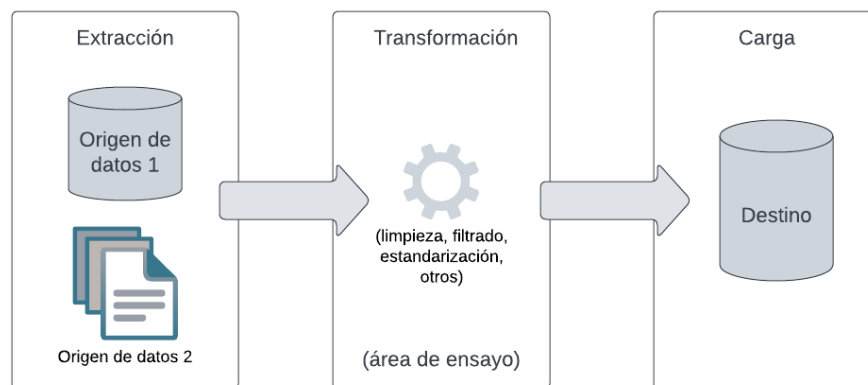 Extracción
Origen de
datos 1
Origen de datos 2
Transformación
(limpieza, filtrado,
estandarización,
otros)
(área de ensayo)
Carga
Destino